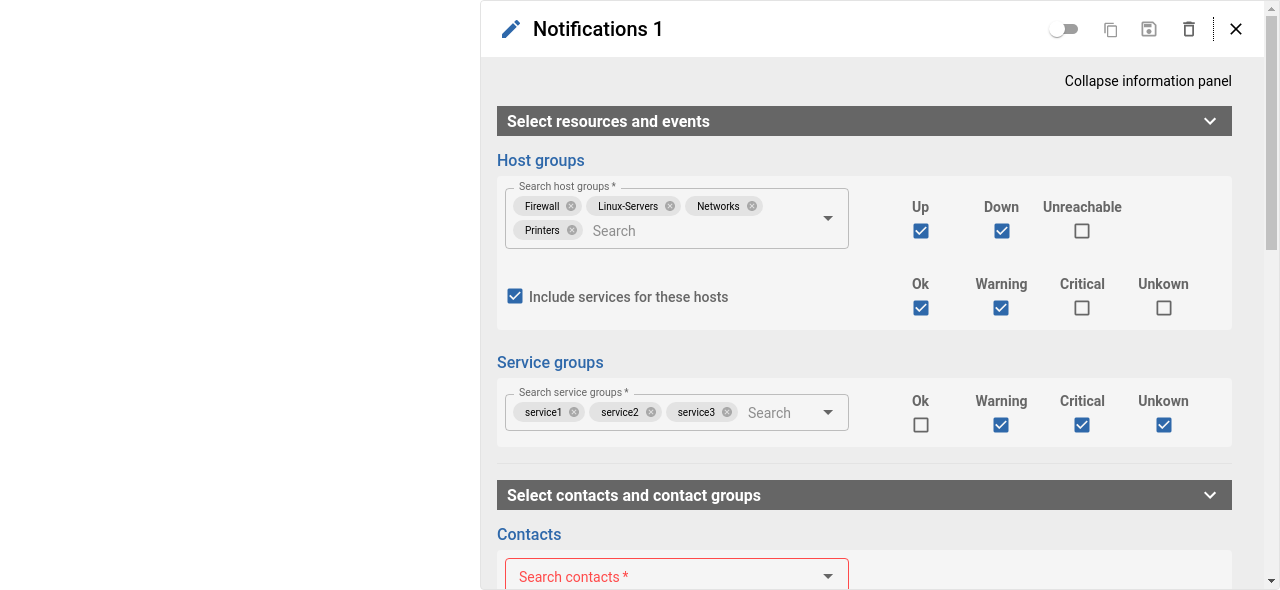 Notifications 1
Collapse information panel
Select resources and events
Host groups
Search host groups *
Firewall Linux-Servers Networks
Printers Search
Up Down Unreachable
Include services for these hosts
Ok Warning Critical Unkown
Service groups
Search service groups *
service1 service2 service3 Search
Ok Warning Critical Unkown
Select contacts and contact groups
Contacts
Search contacts *